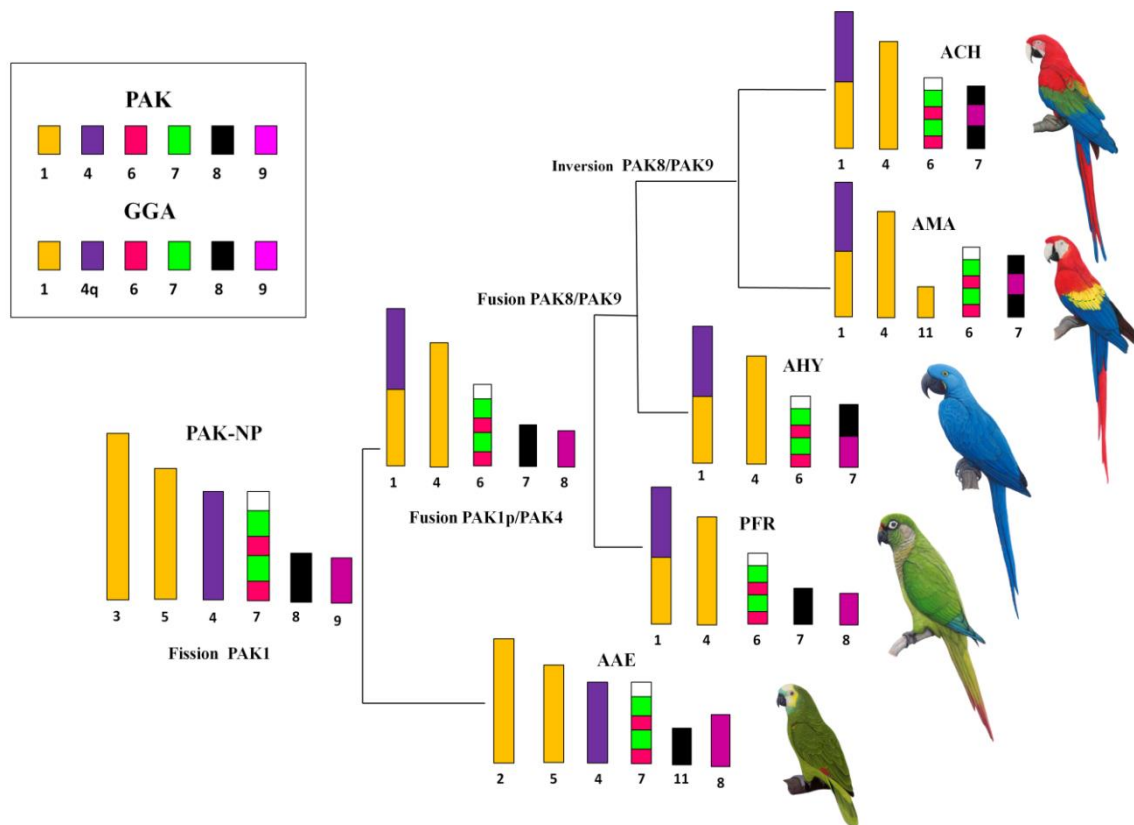 PAK
1 4 6 7 8 9
GGA
1 4q 6 7 8 9
PAK-NP
3 5 4 7 8 9
Fission PAK1
1 4 6 7 8
Fusion PAK1p/PAK4
Fusion PAK8/PAK9
Inversion PAK8/PAK9
ACH
1 4 6 7
AMA
1 4 11 6 7
AHY
1 4 6 7
PFR
1 4 6 7 8
AAE
2 5 4 7 11 8